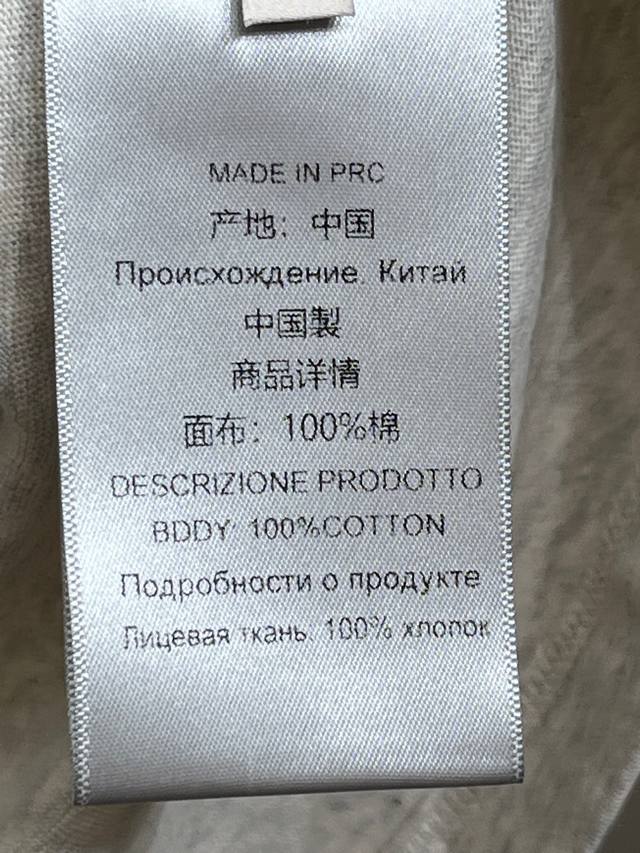 MADE IN PRC
产地：中国
Происхождение. Китай
中国製
商品详情
面布：100%棉
DESCRIZIONE PRODOTTO
BDDY: 100%COTTON
Подробности о продукте
Лицевая ткань: 100% хлопок